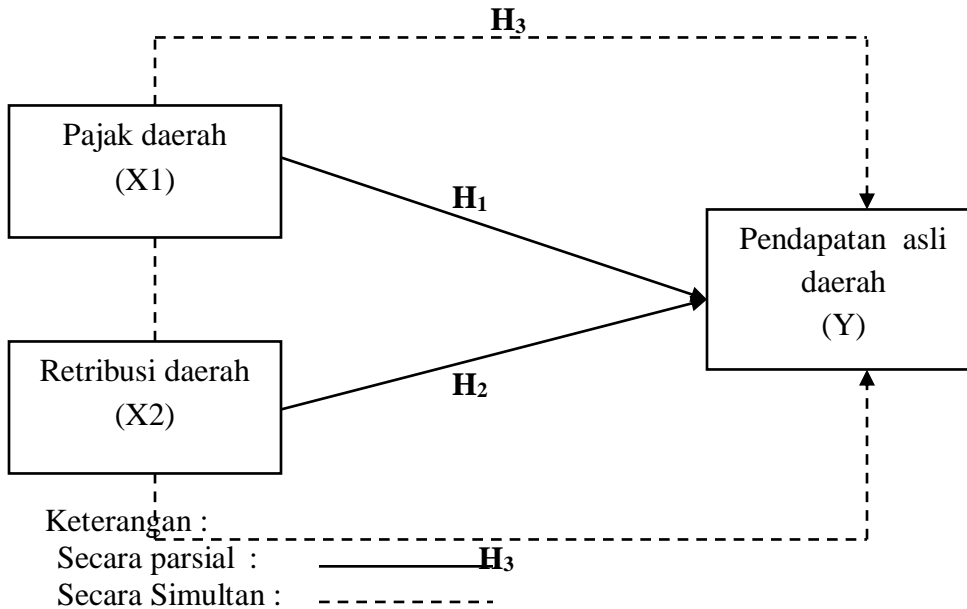 H₃
Pajak daerah
(X1)
H₁
Pendapatan asli
daerah
(Y)
Retribusi daerah
(X2)
H₂
Keterangan :
Secara parsial :
H₃
Secara Simultan :